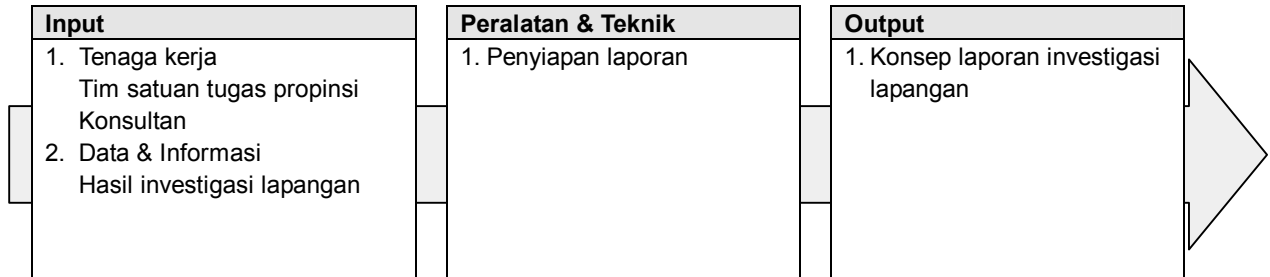 Input
1. Tenaga kerja
Tim satuan tugas propinsi
Konsultan
2. Data & Informasi
Hasil investigasi lapangan
Peralatan & Teknik
1. Penyiapan laporan
Output
1. Konsep laporan investigasi
lapangan